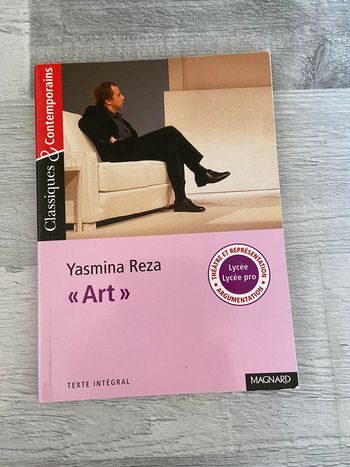 Classiques & Contemporains
Yasmina Reza
« Art »
THÉÂTRE ET REPRÉSENTATION
Lycée
Lycée pro
ARGUMENTATION
TEXTE INTÉGRAL
MAGNARD